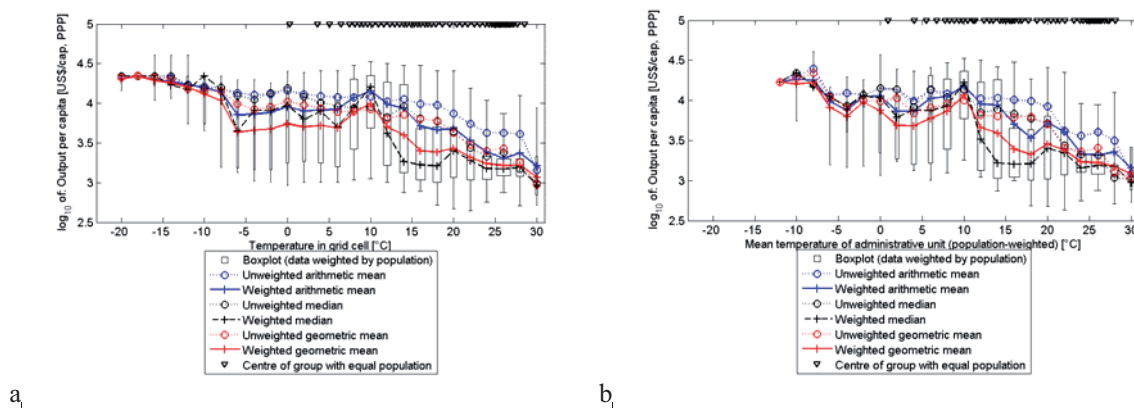 5
4.5
4
3.5
3
2.5
log10 of: Output per capita [US$/cap, PPP]
-20 -15 -10 -5 0 5 10 15 20 25 30
Temperature in grid cell [°C]
Boxplot (data weighted by population)
Unweighted arithmetic mean
Weighted arithmetic mean
Unweighted median
Weighted median
Unweighted geometric mean
Weighted geometric mean
Centre of group with equal population
a
5
4.5
4
3.5
3
2.5
log10 of: Output per capita [US$/cap, PPP]
-20 -15 -10 -5 0 5 10 15 20 25 30
Mean temperature of administrative unit (population-weighted) [°C]
Boxplot (data weighted by population)
Unweighted arithmetic mean
Weighted arithmetic mean
Unweighted median
Weighted median
Unweighted geometric mean
Weighted geometric mean
Centre of group with equal population
b